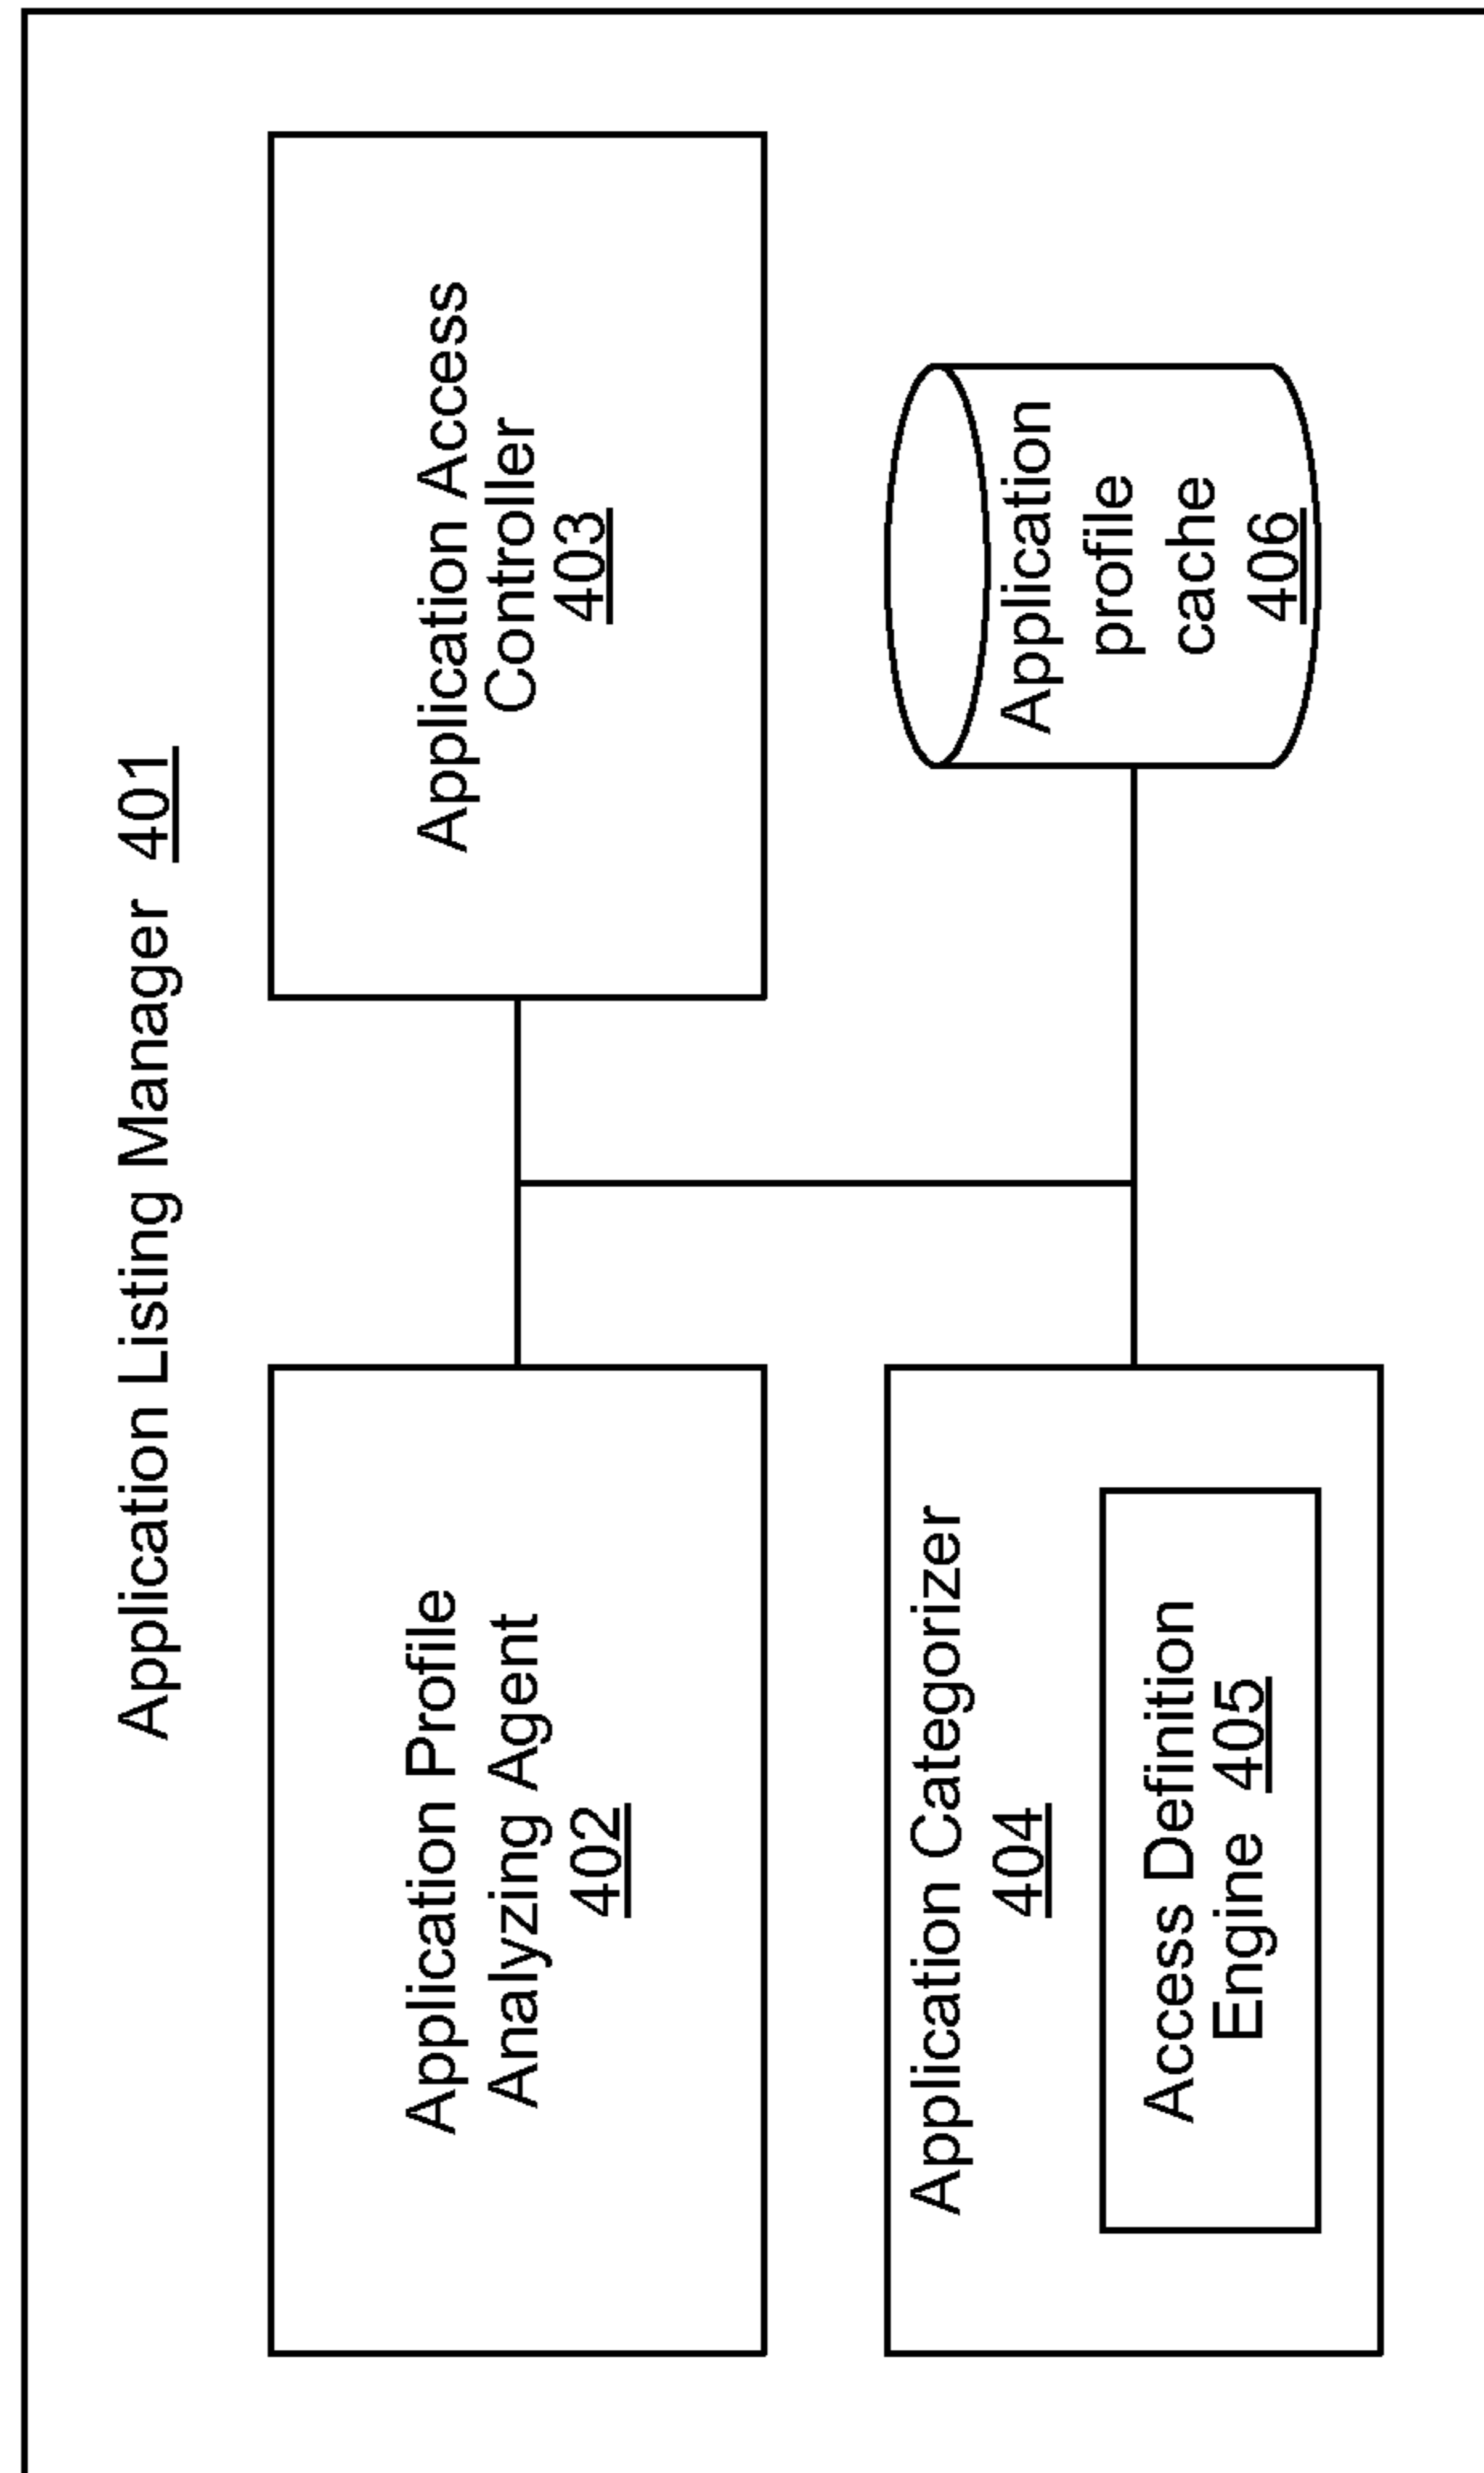 Application Listing Manager 401
Application Profile
Analyzing Agent
402
Application Access
Controller
403
Application Categorizer
404
Access Definition
Engine 405
Application
profile
cache
406